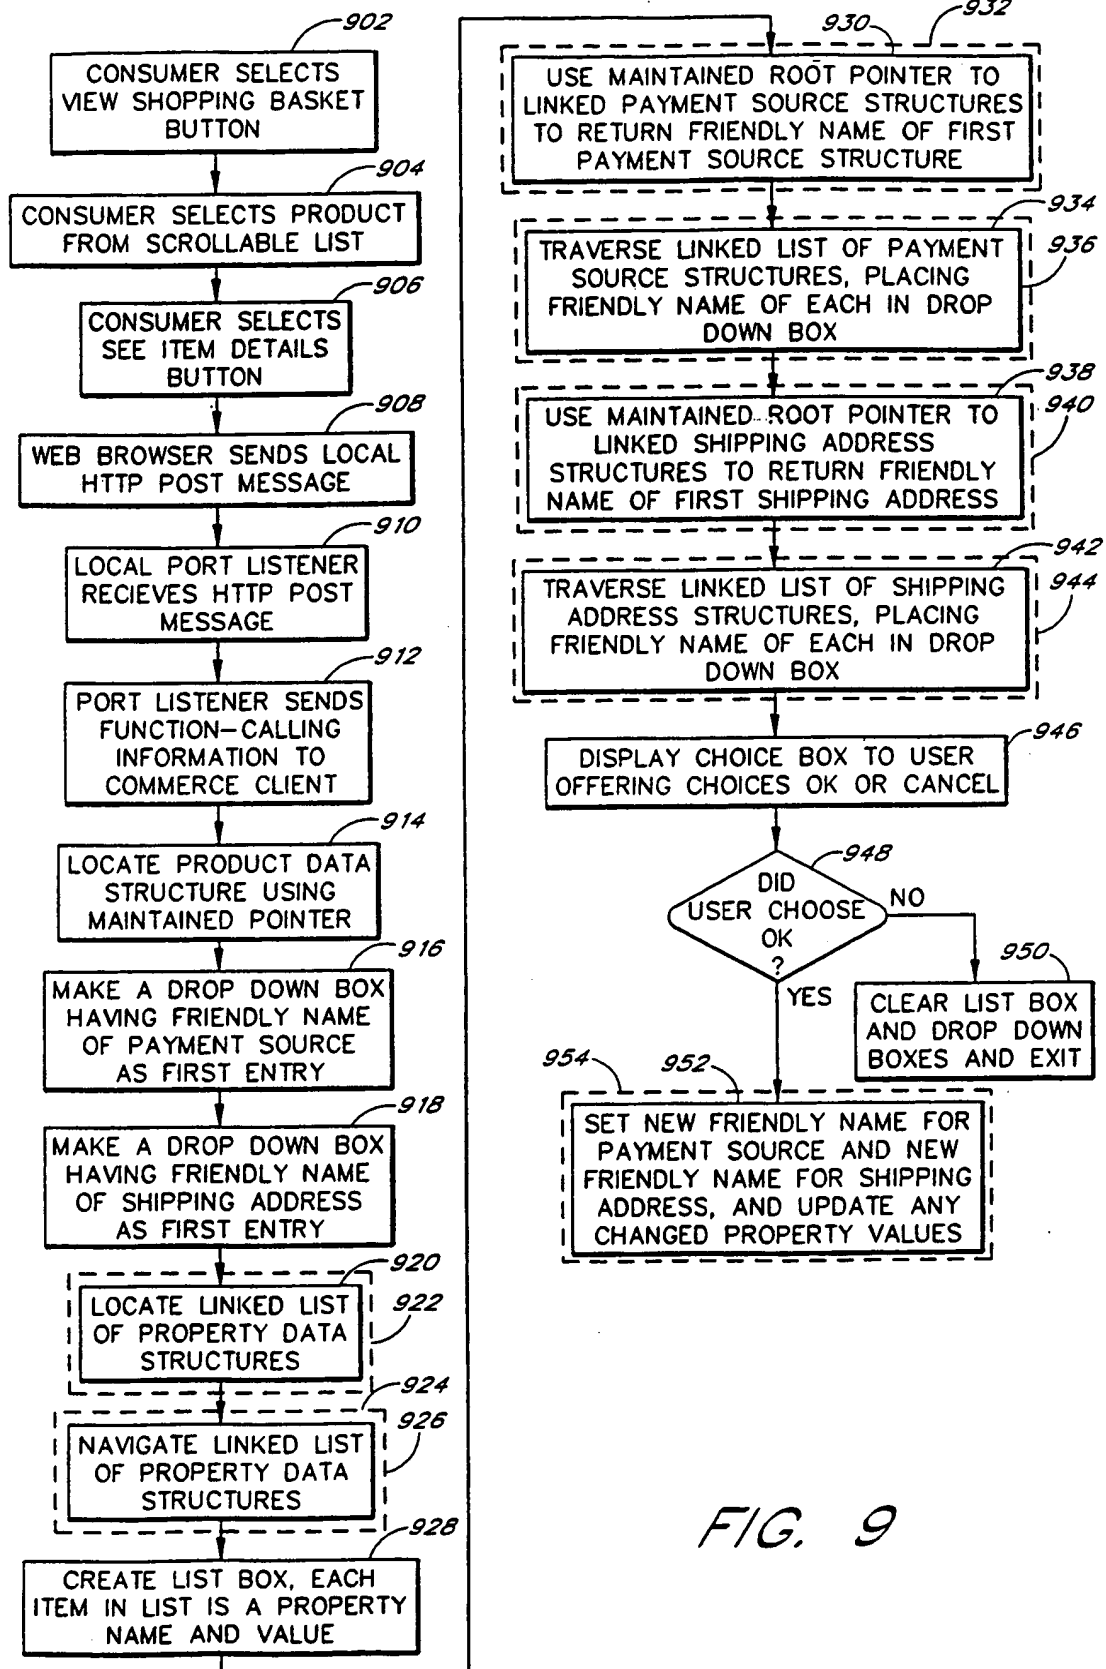 902
CONSUMER SELECTS
VIEW SHOPPING BASKET
BUTTON
904
CONSUMER SELECTS PRODUCT
FROM SCROLLABLE LIST
906
CONSUMER SELECTS
SEE ITEM DETAILS
BUTTON
908
WEB BROWSER SENDS LOCAL
HTTP POST MESSAGE
910
LOCAL PORT LISTENER
RECIEVES HTTP POST
MESSAGE
912
PORT LISTENER SENDS
FUNCTION-CALLING
INFORMATION TO
COMMERCE CLIENT
914
LOCATE PRODUCT DATA
STRUCTURE USING
MAINTAINED POINTER
916
MAKE A DROP DOWN BOX
HAVING FRIENDLY NAME
OF PAYMENT SOURCE
AS FIRST ENTRY
918
MAKE A DROP DOWN BOX
HAVING FRIENDLY NAME
OF SHIPPING ADDRESS
AS FIRST ENTRY
920
LOCATE LINKED LIST
OF PROPERTY DATA
STRUCTURES
922
924
NAVIGATE LINKED LIST
OF PROPERTY DATA
STRUCTURES
926
928
CREATE LIST BOX, EACH
ITEM IN LIST IS A PROPERTY
NAME AND VALUE
930
932
USE MAINTAINED ROOT POINTER TO
LINKED PAYMENT SOURCE STRUCTURES
TO RETURN FRIENDLY NAME OF FIRST
PAYMENT SOURCE STRUCTURE
934
TRAVERSE LINKED LIST OF PAYMENT
SOURCE STRUCTURES, PLACING
FRIENDLY NAME OF EACH IN DROP
DOWN BOX
936
938
USE MAINTAINED ROOT POINTER TO
LINKED SHIPPING ADDRESS
STRUCTURES TO RETURN FRIENDLY
NAME OF FIRST SHIPPING ADDRESS
940
942
TRAVERSE LINKED LIST OF SHIPPING
ADDRESS STRUCTURES, PLACING
FRIENDLY NAME OF EACH IN DROP
DOWN BOX
944
946
DISPLAY CHOICE BOX TO USER
OFFERING CHOICES OK OR CANCEL
948
DID
USER CHOOSE
OK
?
NO
YES
950
CLEAR LIST BOX
AND DROP DOWN
BOXES AND EXIT
954
952
SET NEW FRIENDLY NAME FOR
PAYMENT SOURCE AND NEW
FRIENDLY NAME FOR SHIPPING
ADDRESS, AND UPDATE ANY
CHANGED PROPERTY VALUES
FIG. 9